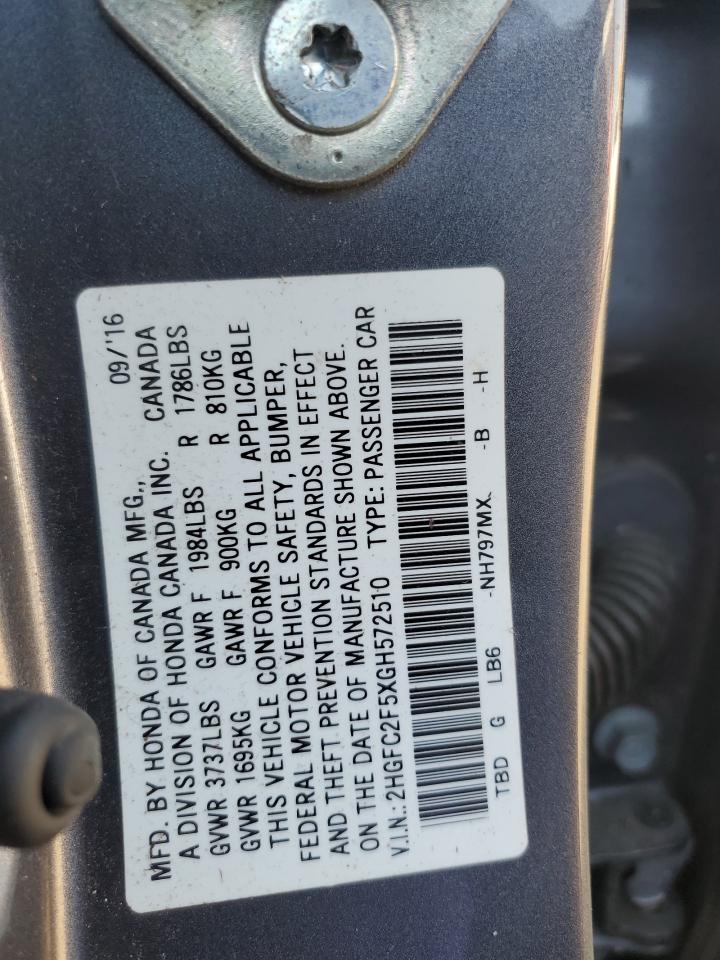 MFD. BY HONDA OF CANADA MFG., 09/'16
A DIVISION OF HONDA CANADA INC. CANADA
GVWR 3737LBS GAWR F 1984LBS R 1786LBS
GVWR 1695KG GAWR F 900KG R 810KG
THIS VEHICLE CONFORMS TO ALL APPLICABLE
FEDERAL MOTOR VEHICLE SAFETY, BUMPER,
AND THEFT PREVENTION STANDARDS IN EFFECT
ON THE DATE OF MANUFACTURE SHOWN ABOVE.
V.I.N.: 2HGFC2F5XGH572510 TYPE: PASSENGER CAR
TBD G LB6 -NH797MX -B -H